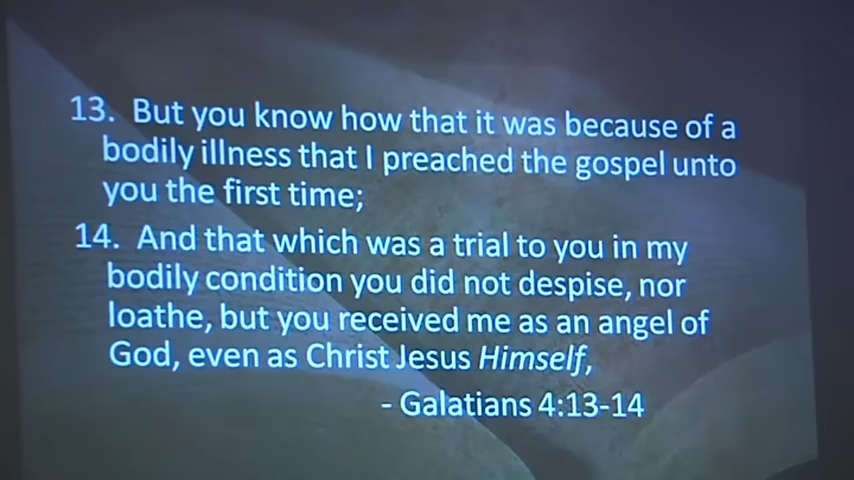 13. But you know how that it was because of a
bodily illness that I preached the gospel unto
you the first time;
14. And that which was a trial to you in my
bodily condition you did not despise, nor
loathe, but you received me as an angel of
God, even as Christ Jesus Himself,
- Galatians 4:13-14